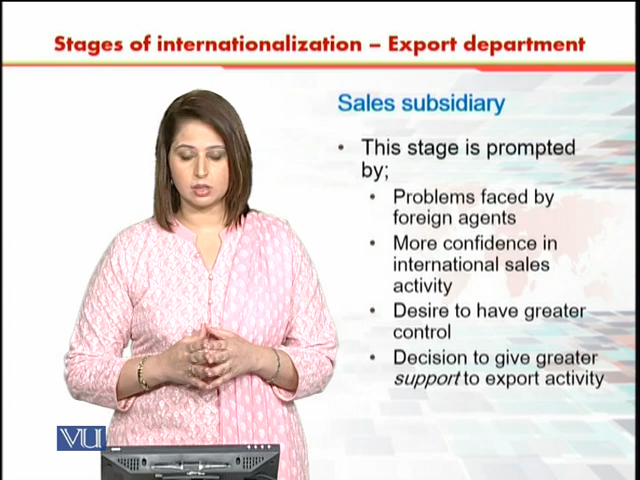 Stages of internationalization – Export department
Sales subsidiary
• This stage is prompted
by;
• Problems faced by
foreign agents
• More confidence in
international sales
activity
• Desire to have greater
control
• Decision to give greater
support to export activity
VU